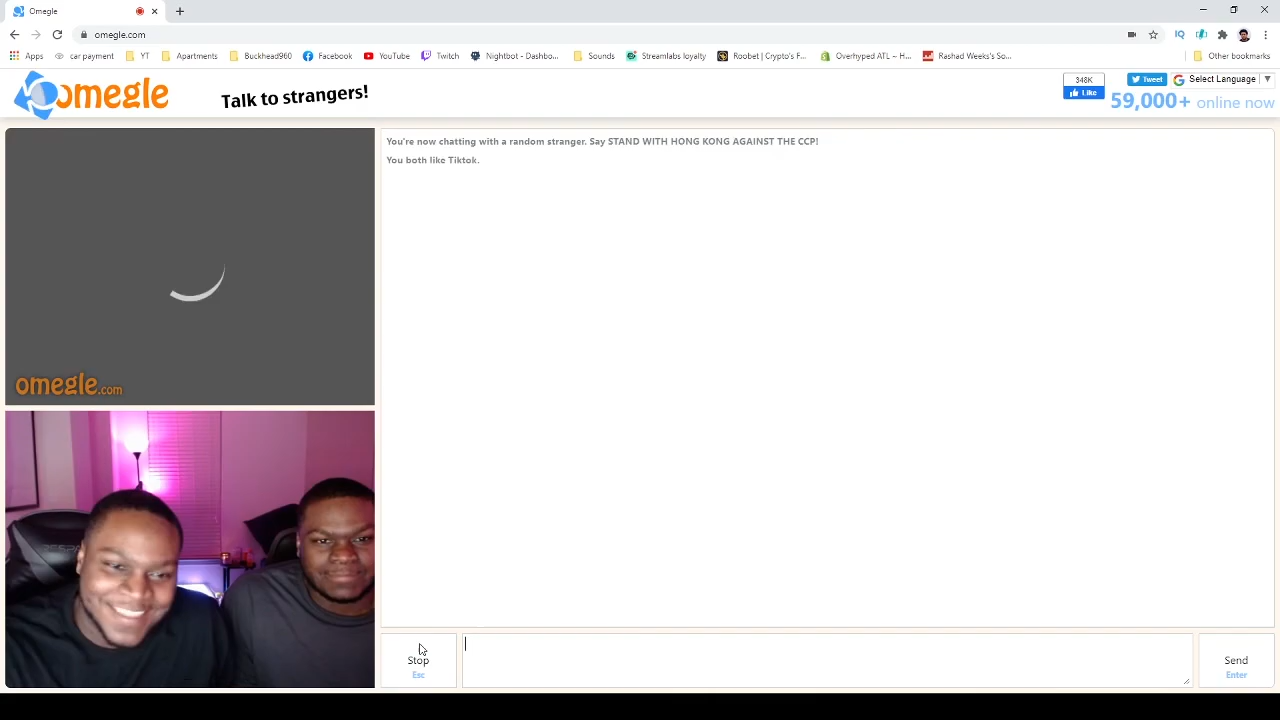 Omegle
omegle.com
Apps
car payment
YT
Apartments
Buckhead960
Facebook
YouTube
Twitch
Nightbot - Dashbo...
Sounds
Streamlabs loyalty
Roobet | Crypto's F...
Overhyped ATL – H...
Rashad Weeks's So...
Other bookmarks
omegle
Talk to strangers!
348K
Like
Tweet
Select Language
59,000+ online now
You're now chatting with a random stranger. Say STAND WITH HONG KONG AGAINST THE CCP!
You both like Tiktok.
omegle.com
Stop
Esc
Send
Enter